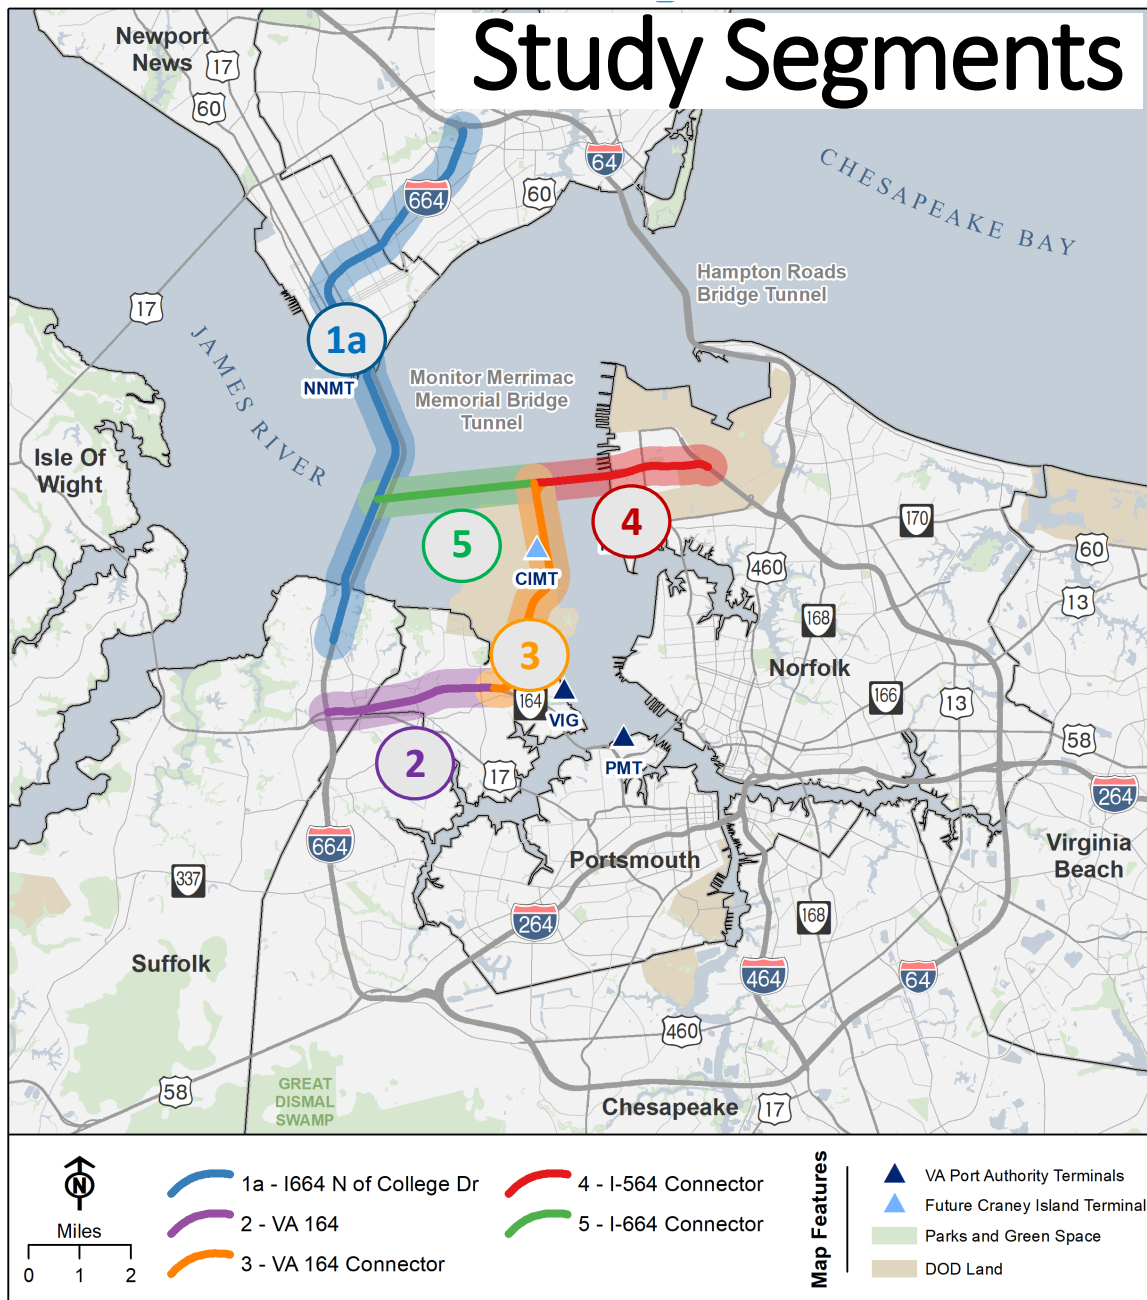 Study Segments
Newport
News
17
60
64
664
60
CHESAPEAKE BAY
Hampton Roads
Bridge Tunnel
17
JAMES RIVER
1a
NNMT
Monitor Merrimac
Memorial Bridge
Tunnel
Isle Of
Wight
4
5
170
460
60
CIMT
13
168
3
Norfolk
166
13
164
VIG
2
17
PMT
58
264
664
Portsmouth
Virginia
Beach
337
264
168
Suffolk
464
64
460
58
GREAT
DISMAL
SWAMP
Chesapeake
17
N
Miles
0 1 2
1a - I664 N of College Dr
2 - VA 164
3 - VA 164 Connector
4 - I-564 Connector
5 - I-664 Connector
Map Features
VA Port Authority Terminals
Future Craney Island Terminal
Parks and Green Space
DOD Land